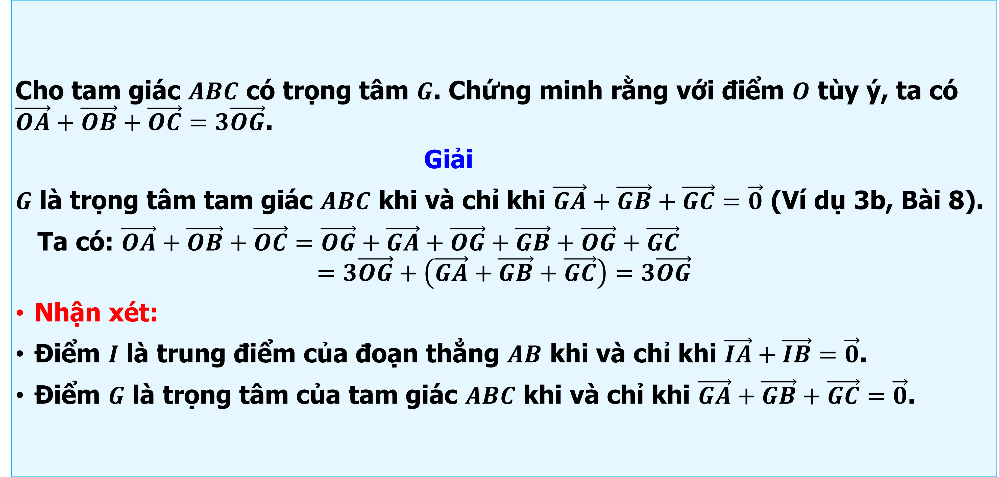 Cho tam giác $ABC$ có trọng tâm $G$. Chứng minh rằng với điểm $O$ tùy ý, ta có
$\overrightarrow{OA} + \overrightarrow{OB} + \overrightarrow{OC} = 3\overrightarrow{OG}$.
Giải
$G$ là trọng tâm tam giác $ABC$ khi và chỉ khi $\overrightarrow{GA} + \overrightarrow{GB} + \overrightarrow{GC} = \overrightarrow{0}$ (Ví dụ 3b, Bài 8).
Ta có: $\overrightarrow{OA} + \overrightarrow{OB} + \overrightarrow{OC} = \overrightarrow{OG} + \overrightarrow{GA} + \overrightarrow{OG} + \overrightarrow{GB} + \overrightarrow{OG} + \overrightarrow{GC}$
$= 3\overrightarrow{OG} + (\overrightarrow{GA} + \overrightarrow{GB} + \overrightarrow{GC}) = 3\overrightarrow{OG}$
• Nhận xét:
• Điểm $I$ là trung điểm của đoạn thẳng $AB$ khi và chỉ khi $\overrightarrow{IA} + \overrightarrow{IB} = \overrightarrow{0}$.
• Điểm $G$ là trọng tâm của tam giác $ABC$ khi và chỉ khi $\overrightarrow{GA} + \overrightarrow{GB} + \overrightarrow{GC} = \overrightarrow{0}$.